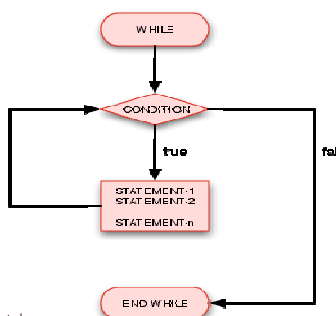 WHILE
CONDITION
true
STATEMENT-1
STATEMENT-2
STATEMENT-n
END WHILE